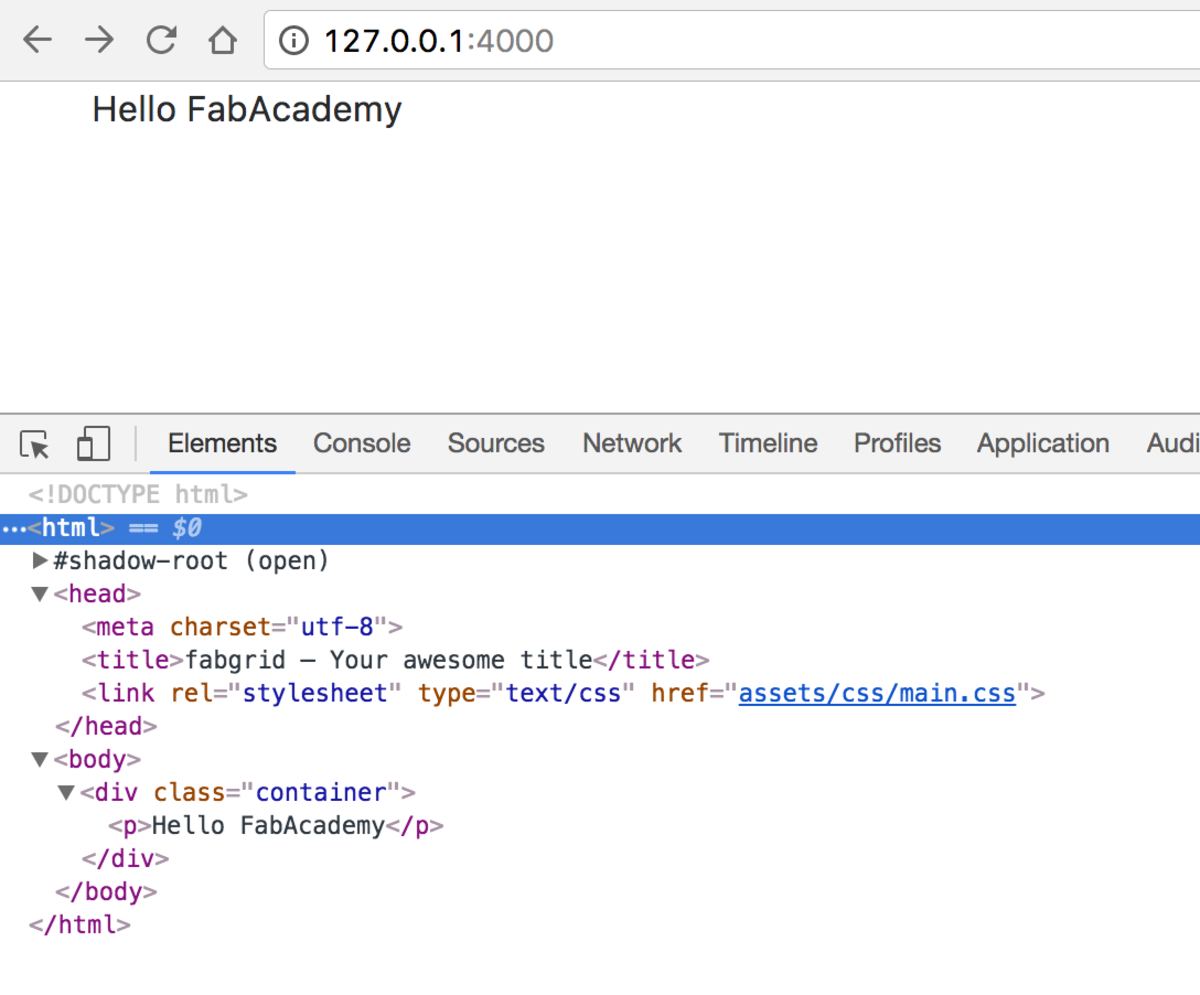 127.0.0.1:4000
Hello FabAcademy
Elements Console Sources Network Timeline Profiles Application Audi
<!DOCTYPE html>
…<html> == $0
▶#shadow-root (open)
▼<head>
<meta charset="utf-8">
<title>fabgrid – Your awesome title</title>
<link rel="stylesheet" type="text/css" href="assets/css/main.css">
</head>
▼<body>
▼<div class="container">
<p>Hello FabAcademy</p>
</div>
</body>
</html>